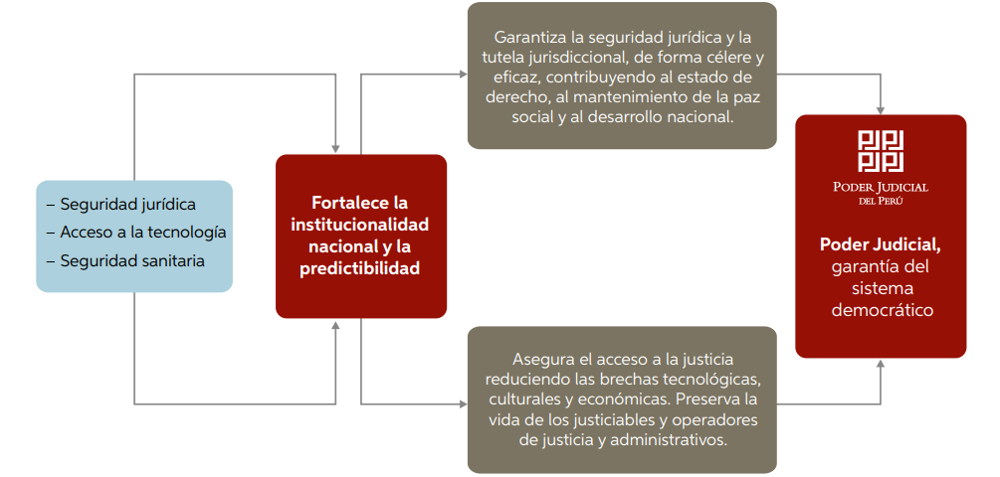 – Seguridad jurídica
– Acceso a la tecnología
– Seguridad sanitaria
Fortalece la
institucionalidad
nacional y la
predictibilidad
Garantiza la seguridad jurídica y la
tutela jurisdiccional, de forma célere y
eficaz, contribuyendo al estado de
derecho, al mantenimiento de la paz
social y al desarrollo nacional.
Asegura el acceso a la justicia
reduciendo las brechas tecnológicas,
culturales y económicas. Preserva la
vida de los justiciables y operadores
de justicia y administrativos.
PODER JUDICIAL
DEL PERÚ
Poder Judicial,
garantía del
sistema
democrático